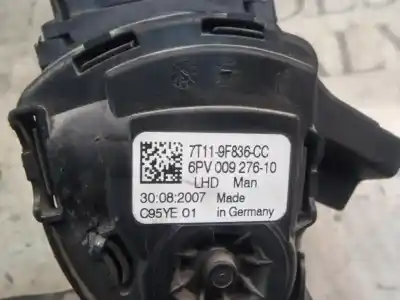 7T11-9F836-CC
6PV 009 276-10
LHD Man
30:08:2007 Made
C95YE 01 in Germany